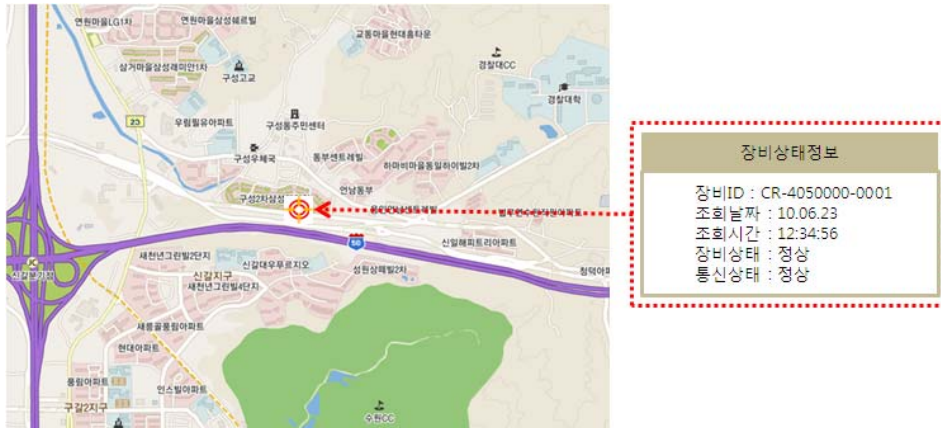 연원마을LG1차
연원마을삼성쉐르빌
교동마을현대홈타운
경찰대CC
삼거마을삼성래미안1차
구성고교
경찰대학
23
우림필유아파트
구성동주민센터
구성우체국
동부센트레빌
하마비마을동일하이빌2차
언남동부
구성2차삼성
50
신일해피트리아파트
새천년그린빌2단지
신갈대우푸르지오
성원상떼빌2차
청덕아파
신갈분기점
신갈지구
새천년그린빌4단지
새릉골풍림아파트
현대아파트
풍림아파트
인스빌아파트
구갈2지구
수원CC
장비상태정보
장비ID : CR-4050000-0001
조회날짜 : 10.06.23
조회시간 : 12:34:56
장비상태 : 정상
통신상태 : 정상